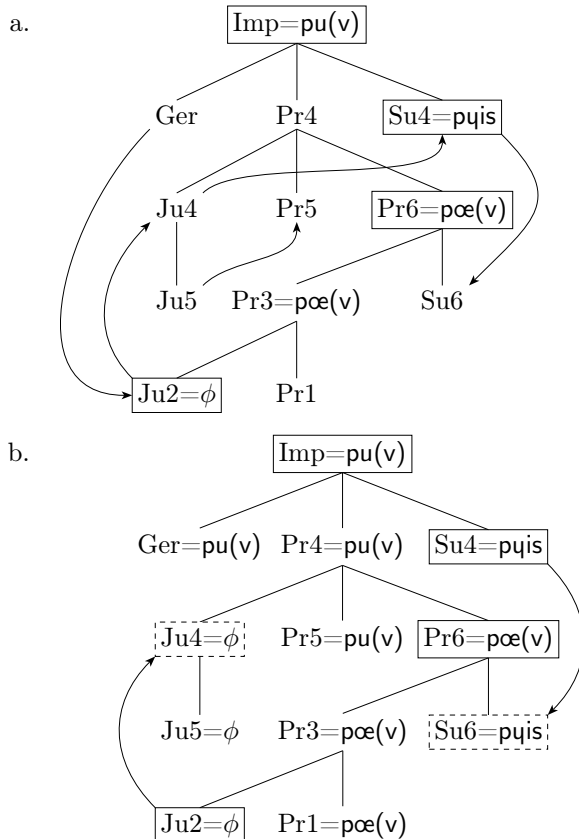 a.
Imp=pu(v)
Ger Pr4 Su4=pɥis
Ju4 Pr5 Pr6=pœ(v)
Ju5 Pr3=pœ(v) Su6
Ju2=ϕ Pr1
b.
Imp=pu(v)
Ger=pu(v) Pr4=pu(v) Su4=pɥis
Ju4=ϕ Pr5=pu(v) Pr6=pœ(v)
Ju5=ϕ Pr3=pœ(v) Su6=pɥis
Ju2=ϕ Pr1=pœ(v)